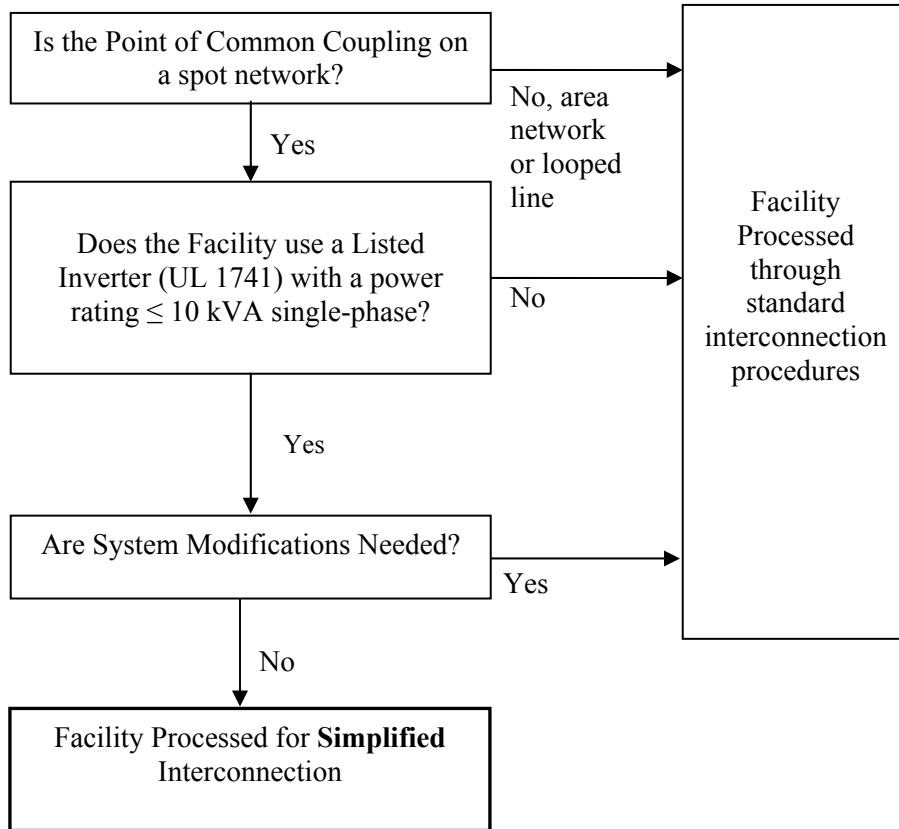 Is the Point of Common Coupling on
a spot network?
No, area
network
or looped
line
Yes
Does the Facility use a Listed
Inverter (UL 1741) with a power
rating ≤ 10 kVA single-phase?
No
Facility
Processed
through
standard
interconnection
procedures
Yes
Are System Modifications Needed?
Yes
No
Facility Processed for Simplified
Interconnection